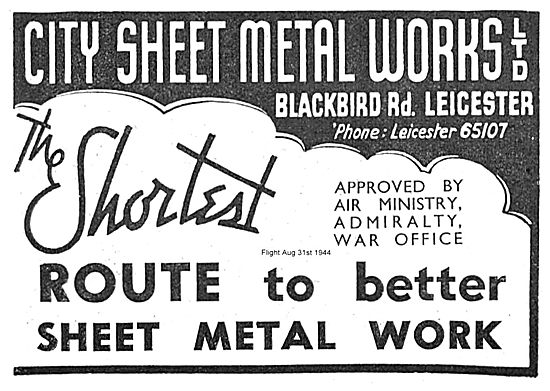 CITY SHEET METAL WORKS LTD
BLACKBIRD Rd. LEICESTER
'Phone: Leicester 65107
The Shortest
APPROVED BY
AIR MINISTRY,
ADMIRALTY,
WAR OFFICE
Flight Aug 31st 1944
ROUTE to better
SHEET METAL WORK